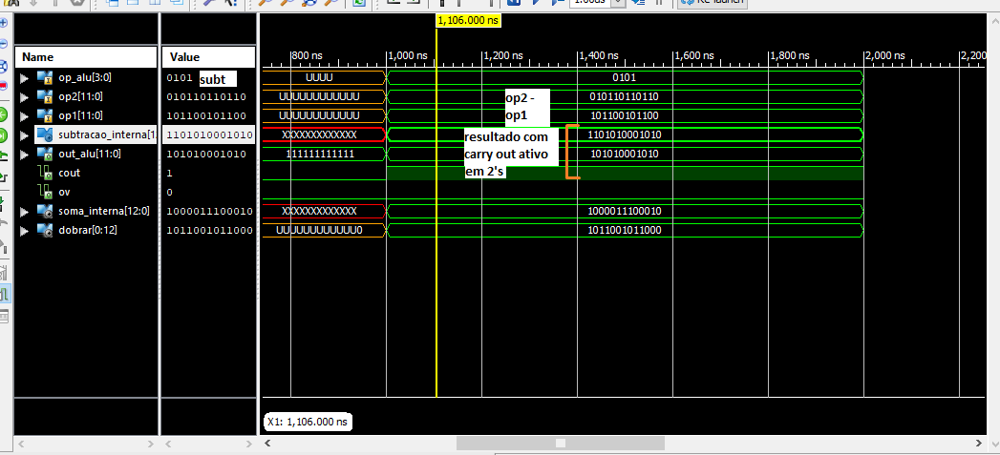 1.00us
Re-launch
1,106.000 ns
Name
Value
800 ns
1,000 ns
1,200 ns
1,400 ns
1,600 ns
1,800 ns
2,000 ns
2,200
op_alu[3:0]
0101
subt
UUUU
0101
op2[11:0]
010110110110
UUUUUUUUUUUU
op2 -
op1
010110110110
op1[11:0]
101100101100
UUUUUUUUUUUU
101100101100
subtracao_interna[1
1101010001010
XXXXXXXXXXXXX
resultado com
carry out ativo
em 2's
1101010001010
out_alu[11:0]
101010001010
111111111111
101010001010
cout
1
ov
0
soma_interna[12:0]
1000011100010
XXXXXXXXXXXXX
1000011100010
dobrar[0:12]
1011001011000
UUUUUUUUUUUU0
1011001011000
X1: 1,106.000 ns